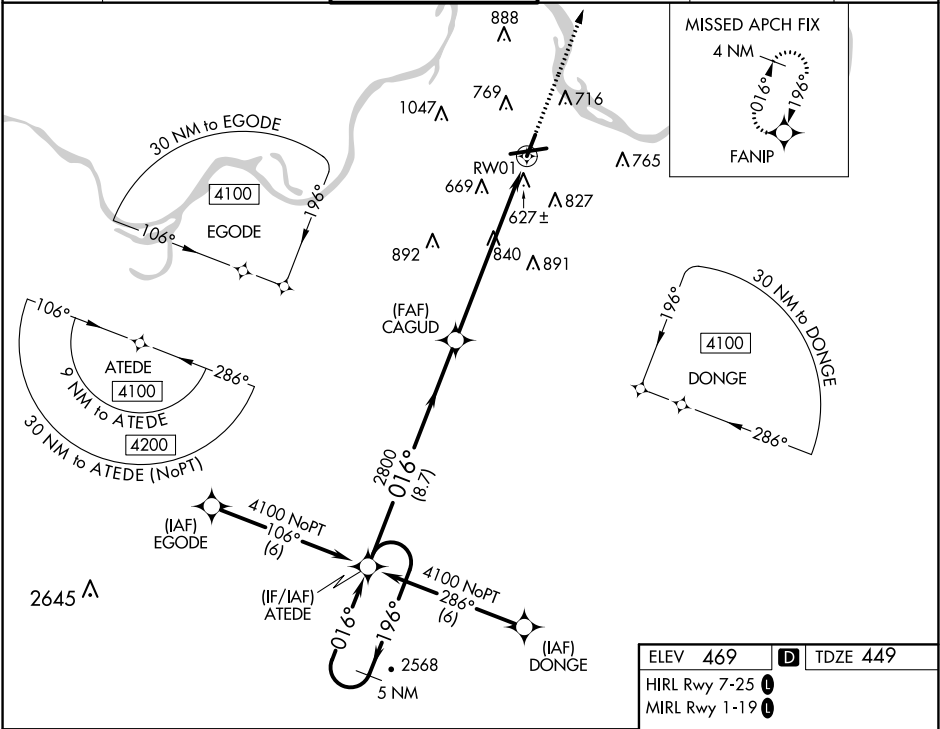 888
MISSED APCH FIX
4 NM
016°
196°
FANIP
1047
769
716
30 NM to EGODE
4100
EGODE
106°
196°
RW01
765
669
627±
827
892
840
891
(FAF)
CAGUD
30 NM to DONGE
196°
4100
DONGE
286°
106°
ATEDE
4100
286°
9 NM to ATEDE
4200
30 NM to ATEDE (NoPT)
2800
016°
(8.7)
(IAF)
EGODE
4100 NoPT
106°
(6)
2645
(IF/IAF)
ATEDE
4100 NoPT
286°
(6)
(IAF)
DONGE
016°
196°
2568
5 NM
ELEV 469 D TDZE 449
HIRL Rwy 7-25 L
MIRL Rwy 1-19 L